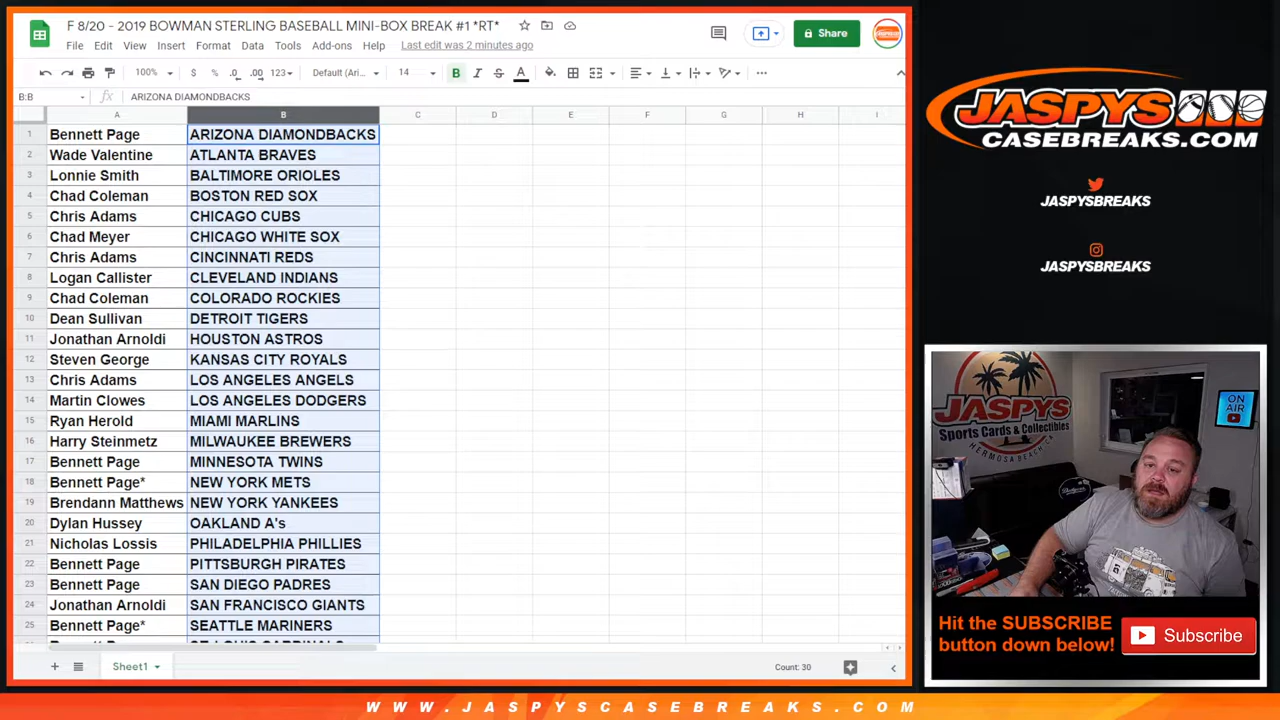 F 8/20 - 2019 BOWMAN STERLING BASEBALL MINI-BOX BREAK #1 *RT*
File Edit View Insert Format Data Tools Add-ons Help Last edit was 2 minutes ago
Share
100% $ % .0 .00 123 Default (Ari... 14 B I S A
B:B fx ARIZONA DIAMONDBACKS
A B C D E F G H I
1 Bennett Page ARIZONA DIAMONDBACKS
2 Wade Valentine ATLANTA BRAVES
3 Lonnie Smith BALTIMORE ORIOLES
4 Chad Coleman BOSTON RED SOX
5 Chris Adams CHICAGO CUBS
6 Chad Meyer CHICAGO WHITE SOX
7 Chris Adams CINCINNATI REDS
8 Logan Callister CLEVELAND INDIANS
9 Chad Coleman COLORADO ROCKIES
10 Dean Sullivan DETROIT TIGERS
11 Jonathan Arnoldi HOUSTON ASTROS
12 Steven George KANSAS CITY ROYALS
13 Chris Adams LOS ANGELES ANGELS
14 Martin Clowes LOS ANGELES DODGERS
15 Ryan Herold MIAMI MARLINS
16 Harry Steinmetz MILWAUKEE BREWERS
17 Bennett Page MINNESOTA TWINS
18 Bennett Page* NEW YORK METS
19 Brendann Matthews NEW YORK YANKEES
20 Dylan Hussey OAKLAND A's
21 Nicholas Lossis PHILADELPHIA PHILLIES
22 Bennett Page PITTSBURGH PIRATES
23 Bennett Page SAN DIEGO PADRES
24 Jonathan Arnoldi SAN FRANCISCO GIANTS
25 Bennett Page* SEATTLE MARINERS
Sheet1
Count: 30
JASPYS
CASEBREAKS.COM
JASPYSBREAKS
JASPYSBREAKS
JASPYS
Sports Cards & Collectibles
HERMOSA BEACH, CA
ON
AIR
Hit the SUBSCRIBE
button down below!
Subscribe
WWW.JASPYSCASEBREAKS.COM